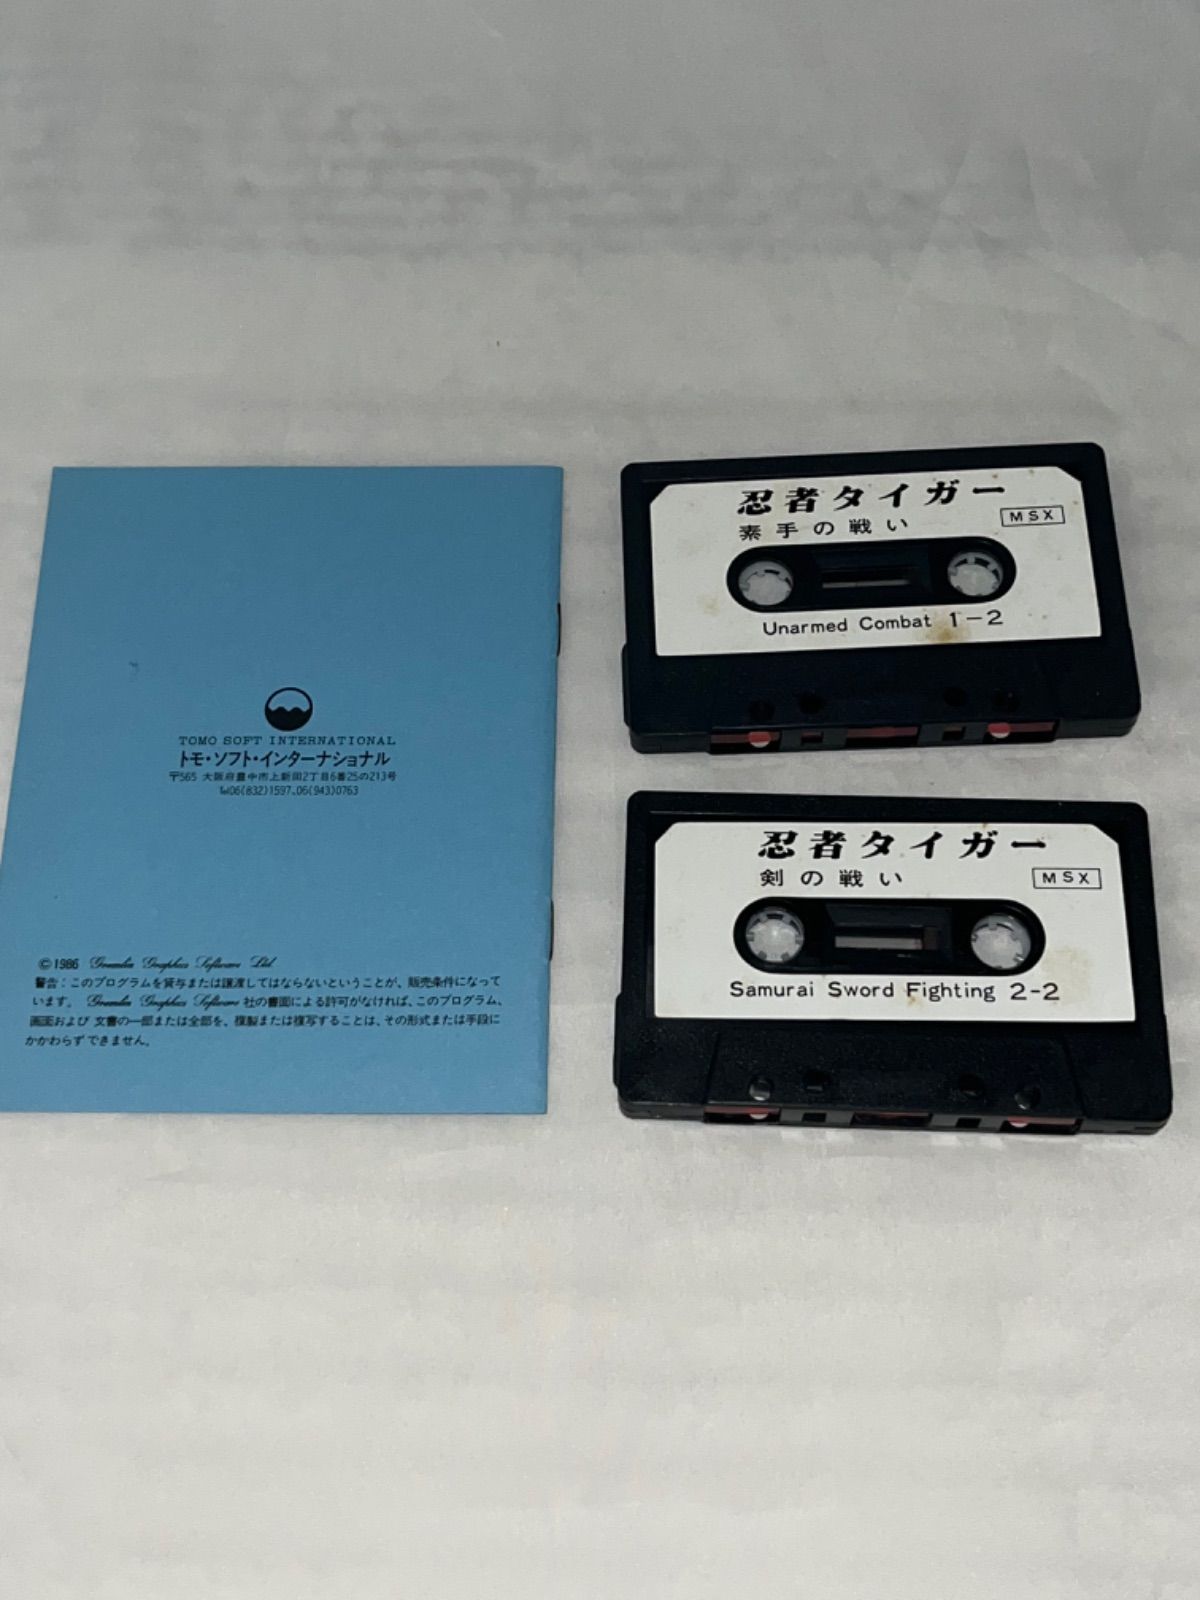 TOMO SOFT INTERNATIONAL
トモ・ソフト・インターナショナル
〒565 大阪府豊中市上新田2丁目6番25の213号
☎06(832)1597、06(943)0763
©1986 Gremlin Graphics Software Ltd.
警告：このプログラムを貸与または譲渡してはならないということが、販売条件になって
います。 Gremlin Graphics Software 社の書面による許可がなければ、このプログラム、
画面および 文書の一部または全部を、複製または複写することは、その形式または手段に
かかわらずできません。
忍者タイガー
素手の戦い
MSX
Unarmed Combat 1-2
忍者タイガー
剣の戦い
MSX
Samurai Sword Fighting 2-2